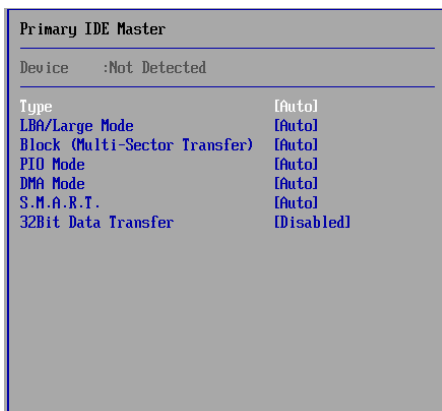 Primary IDE Master
Device :Not Detected
Type [Auto]
LBA/Large Mode [Auto]
Block (Multi-Sector Transfer) [Auto]
PIO Mode [Auto]
DMA Mode [Auto]
S.M.A.R.T. [Auto]
32Bit Data Transfer [Disabled]